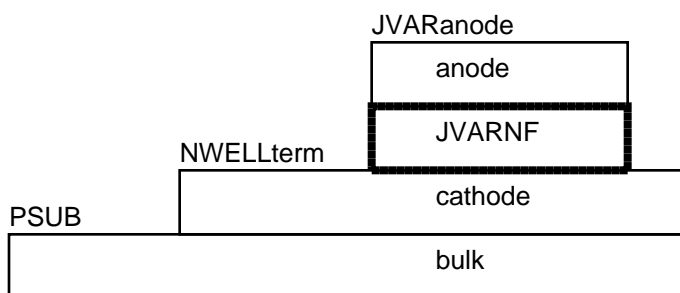 JVARanode
anode
JVARNF
NWELLterm
cathode
PSUB
bulk